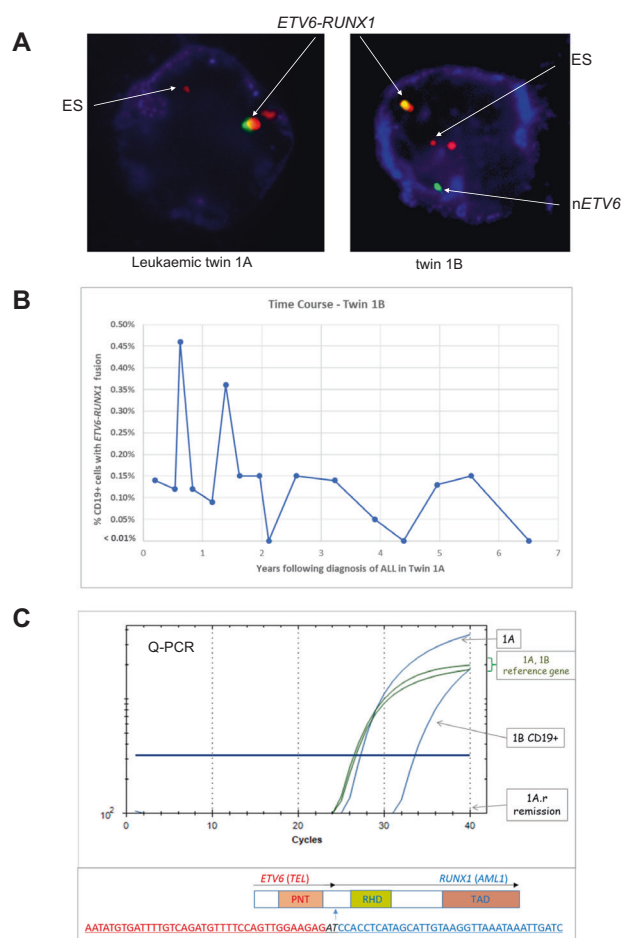 A
ETV6-RUNX1
ES
ES
nETV6
Leukaemic twin 1A
twin 1B
B
Time Course - Twin 1B
% CD19+ cells with ETV6-RUNX1
fusion
0.50%
0.45%
0.40%
0.35%
0.30%
0.25%
0.20%
0.15%
0.10%
0.05%
< 0.01%
0 1 2 3 4 5 6 7
Years following diagnosis of ALL in Twin 1A
C
Q-PCR
1A
1A, 1B
reference gene
1B CD19+
1A.r
remission
10²
0 10 20 30 40
Cycles
ETV6 (TEL) RUNX1 (AML1)
PNT RHD TAD
AATATGTGATTTTGTCAGATGTTTTCCAGTTGGAAGAGATCCACCTCATAGCATTGTAAGGTTAAATAAATTGATC